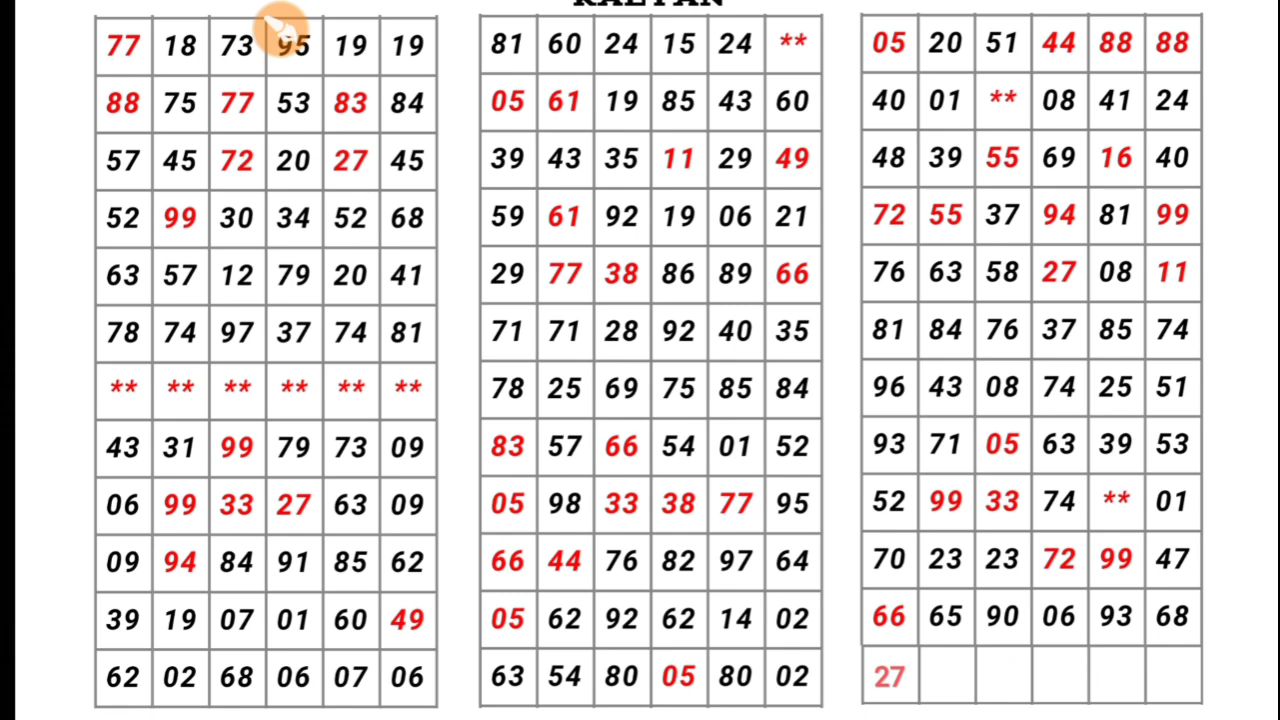 KALYAN
77 18 73 95 19 19
88 75 77 53 83 84
57 45 72 20 27 45
52 99 30 34 52 68
63 57 12 79 20 41
78 74 97 37 74 81
** ** ** ** ** **
43 31 99 79 73 09
06 99 33 27 63 09
09 94 84 91 85 62
39 19 07 01 60 49
62 02 68 06 07 06
81 60 24 15 24 **
05 61 19 85 43 60
39 43 35 11 29 49
59 61 92 19 06 21
29 77 38 86 89 66
71 71 28 92 40 35
78 25 69 75 85 84
83 57 66 54 01 52
05 98 33 38 77 95
66 44 76 82 97 64
05 62 92 62 14 02
63 54 80 05 80 02
05 20 51 44 88 88
40 01 ** 08 41 24
48 39 55 69 16 40
72 55 37 94 81 99
76 63 58 27 08 11
81 84 76 37 85 74
96 43 08 74 25 51
93 71 05 63 39 53
52 99 33 74 ** 01
70 23 23 72 99 47
66 65 90 06 93 68
27